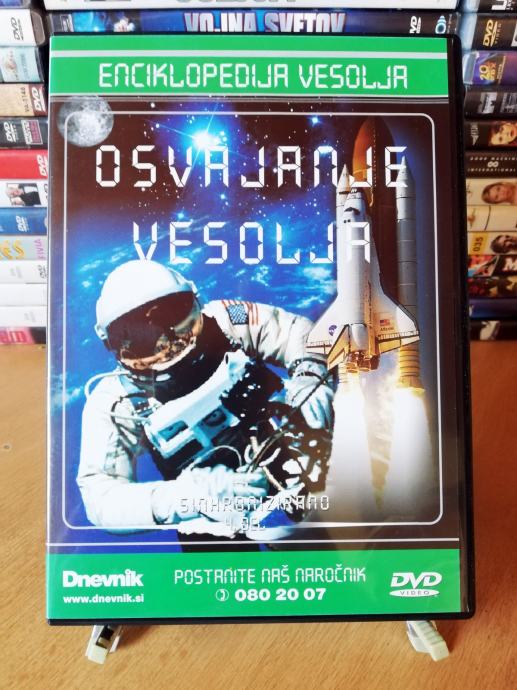 VOJNA SVETOV
ENCIKLOPEDIJA VESOLJA
OSVAJANJE
VESOLJA
SINHRONIZIRANO
4. DEL
Dnevnik
www.dnevnik.si
POSTANITE NAŠ NAROČNIK
080 20 07
DVD
VIDEO